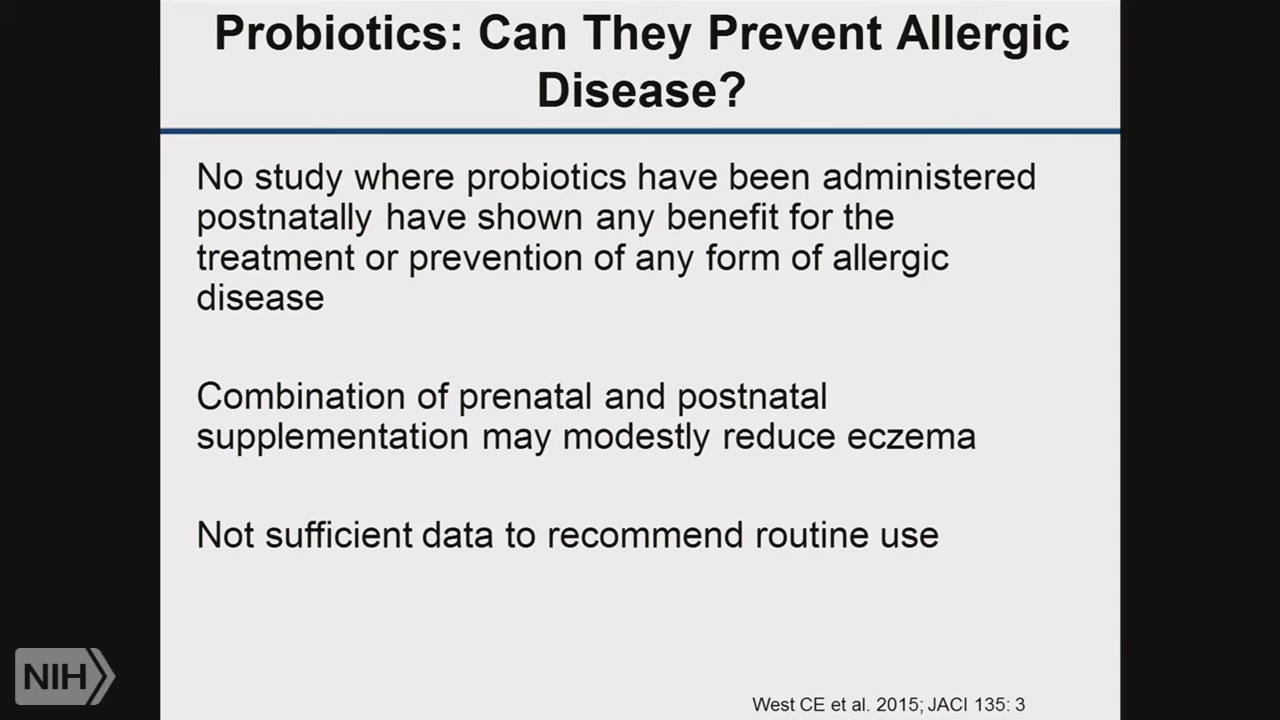 Probiotics: Can They Prevent Allergic
Disease?
No study where probiotics have been administered
postnatally have shown any benefit for the
treatment or prevention of any form of allergic
disease
Combination of prenatal and postnatal
supplementation may modestly reduce eczema
Not sufficient data to recommend routine use
NIH
West CE et al. 2015; JACI 135: 3